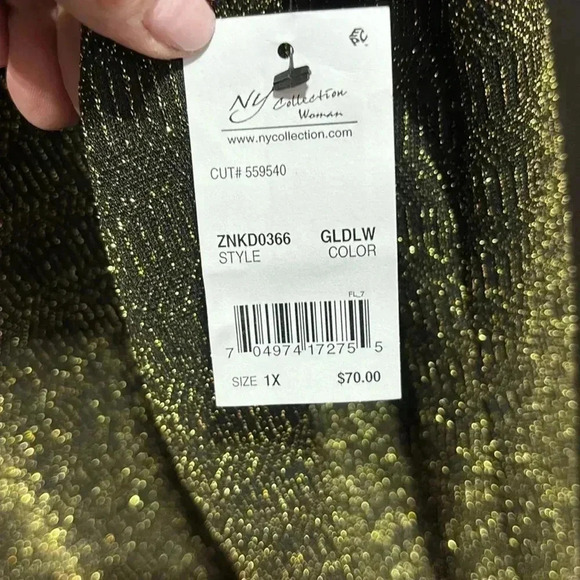 NY Collection
Woman
www.nycollection.com
CUT# 559540
ZNKD0366 GLDLW
STYLE COLOR
FL_7
7 04974 17275 5
SIZE 1X $70.00